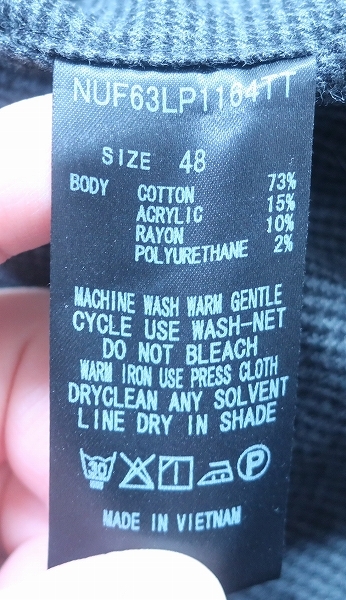 NUF63LP1164TT
SIZE 48
BODY COTTON 73%
ACRYLIC 15%
RAYON 10%
POLYURETHANE 2%
MACHINE WASH WARM GENTLE
CYCLE USE WASH-NET
DO NOT BLEACH
WARM IRON USE PRESS CLOTH
DRYCLEAN ANY SOLVENT
LINE DRY IN SHADE
30 P
MADE IN VIETNAM